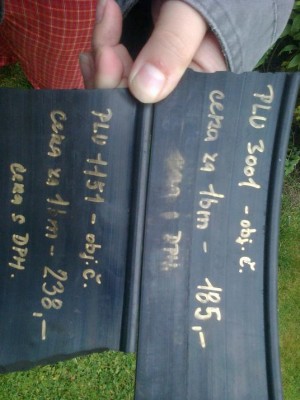 PLU 1151 - obj. č.
cena za 1bm - 238,-
cena s DPH.
PLU 3001 - obj. č.
cena za 1bm - 185,-
cena s DPH